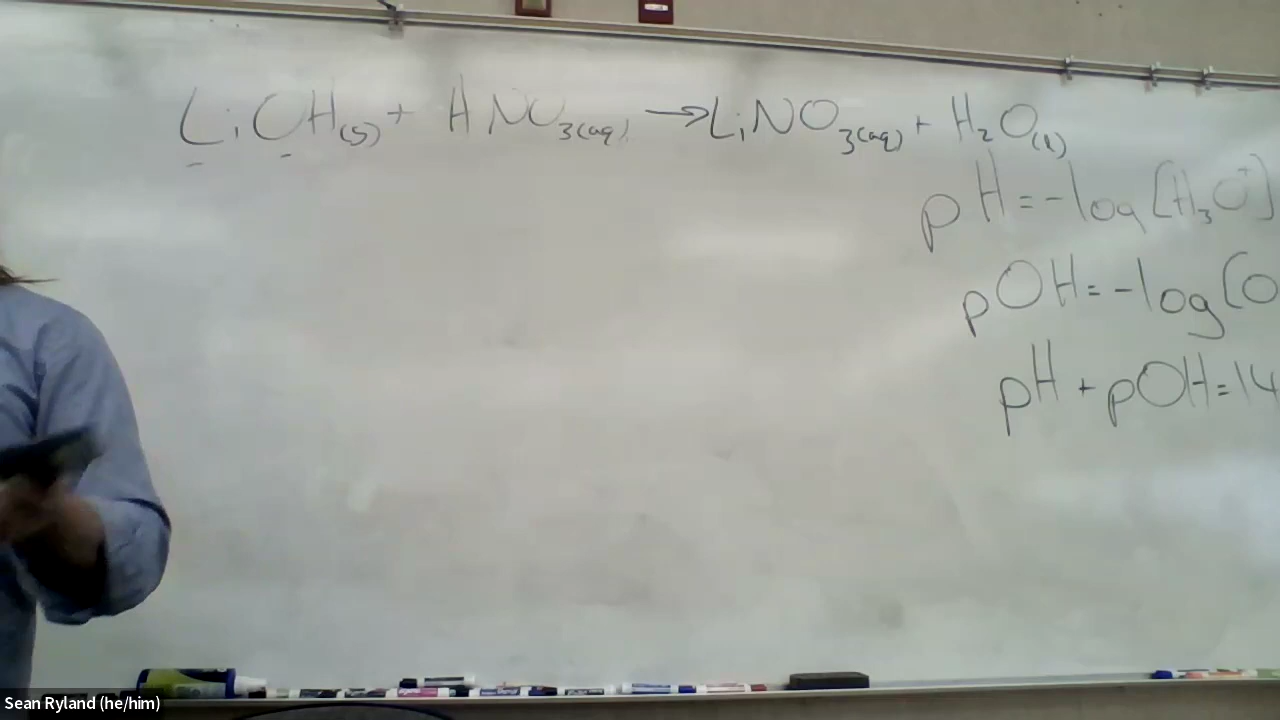 LiOH(s) + HNO3(aq) → LiNO3(aq) + H2O(l)
pH = -log[H3O+]
pOH = -log[O
pH + pOH = 14
Sean Ryland (he/him)